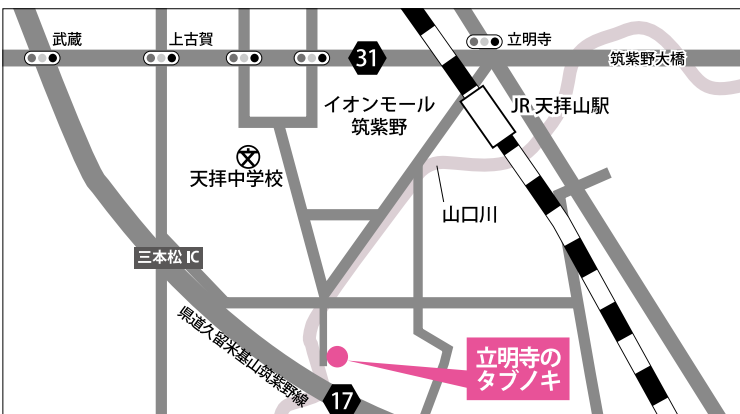 武蔵
上古賀
立明寺
31
筑紫野大橋
イオンモール
筑紫野
JR 天拝山駅
文
天拝中学校
山口川
三本松 IC
県道久留米基山筑紫野線
立明寺の
タブノキ
17